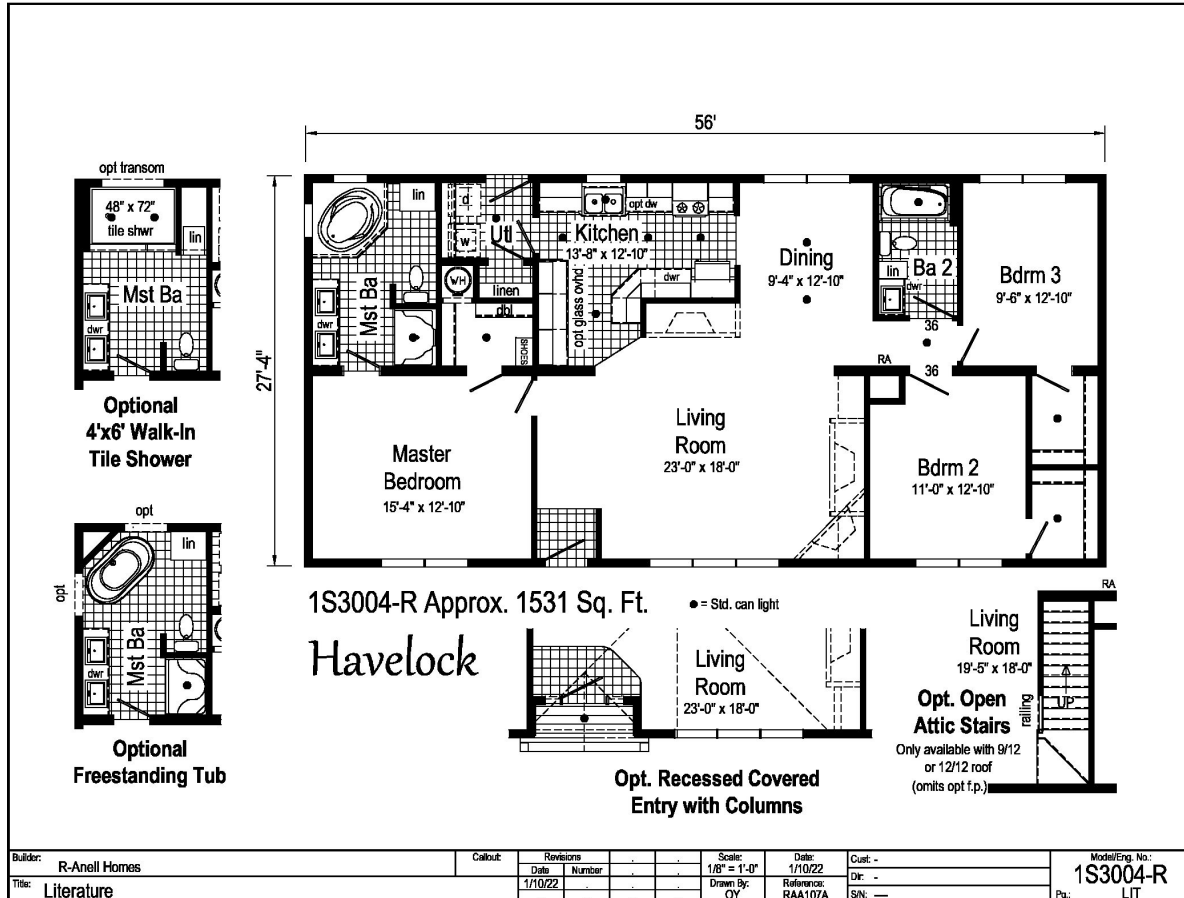 56'
27'-4"
opt transom
48" x 72"
tile shwr
lin
Mst Ba
dwr
Optional
4'x6' Walk-In
Tile Shower
opt
lin
opt
Mst Ba
dwr
Optional
Freestanding Tub
lin
Mst Ba
dwr
d
w
Utl
WH
linen
dbl
SHOES
Kitchen
13'-8" x 12'-10"
opt dw
dwr
opt glass ovhd
Dining
9'-4" x 12'-10"
lin
Ba 2
dwr
Bdrm 3
9'-6" x 12'-10"
36
RA
36
Master
Bedroom
15'-4" x 12'-10"
Living
Room
23'-0" x 18'-0"
Bdrm 2
11'-0" x 12'-10"
1S3004-R Approx. 1531 Sq. Ft.
= Std. can light
Havelock
Living
Room
23'-0" x 18'-0"
Opt. Recessed Covered
Entry with Columns
RA
Living
Room
19'-5" x 18'-0"
UP
railing
Opt. Open
Attic Stairs
Only available with 9/12
or 12/12 roof
(omits opt f.p.)
Builder: R-Anell Homes
Title: Literature
Callout:
Revisions
Date Number
1/10/22
Scale:
1/8" = 1'-0"
Date:
1/10/22
Drawn By:
OY
Reference:
RAA107A
Cust: -
Dir: -
S/N: —
Model/Eng. No.:
1S3004-R
Pg.: LIT